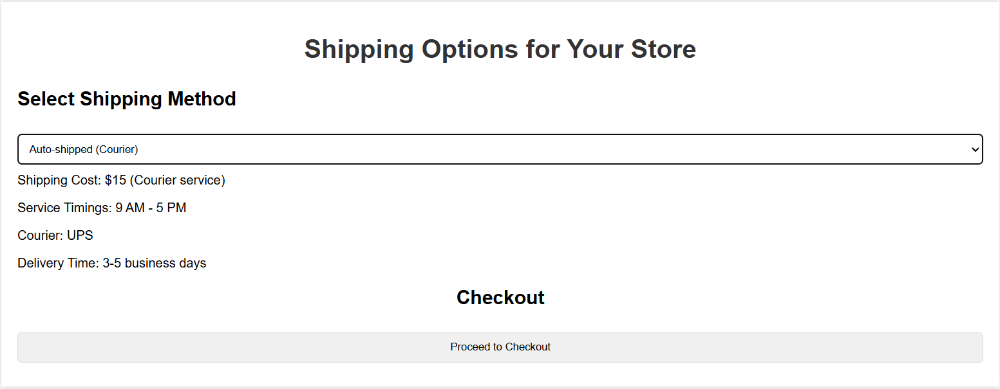 Shipping Options for Your Store
Select Shipping Method
Auto-shipped (Courier)
Shipping Cost: $15 (Courier service)
Service Timings: 9 AM - 5 PM
Courier: UPS
Delivery Time: 3-5 business days
Checkout
Proceed to Checkout